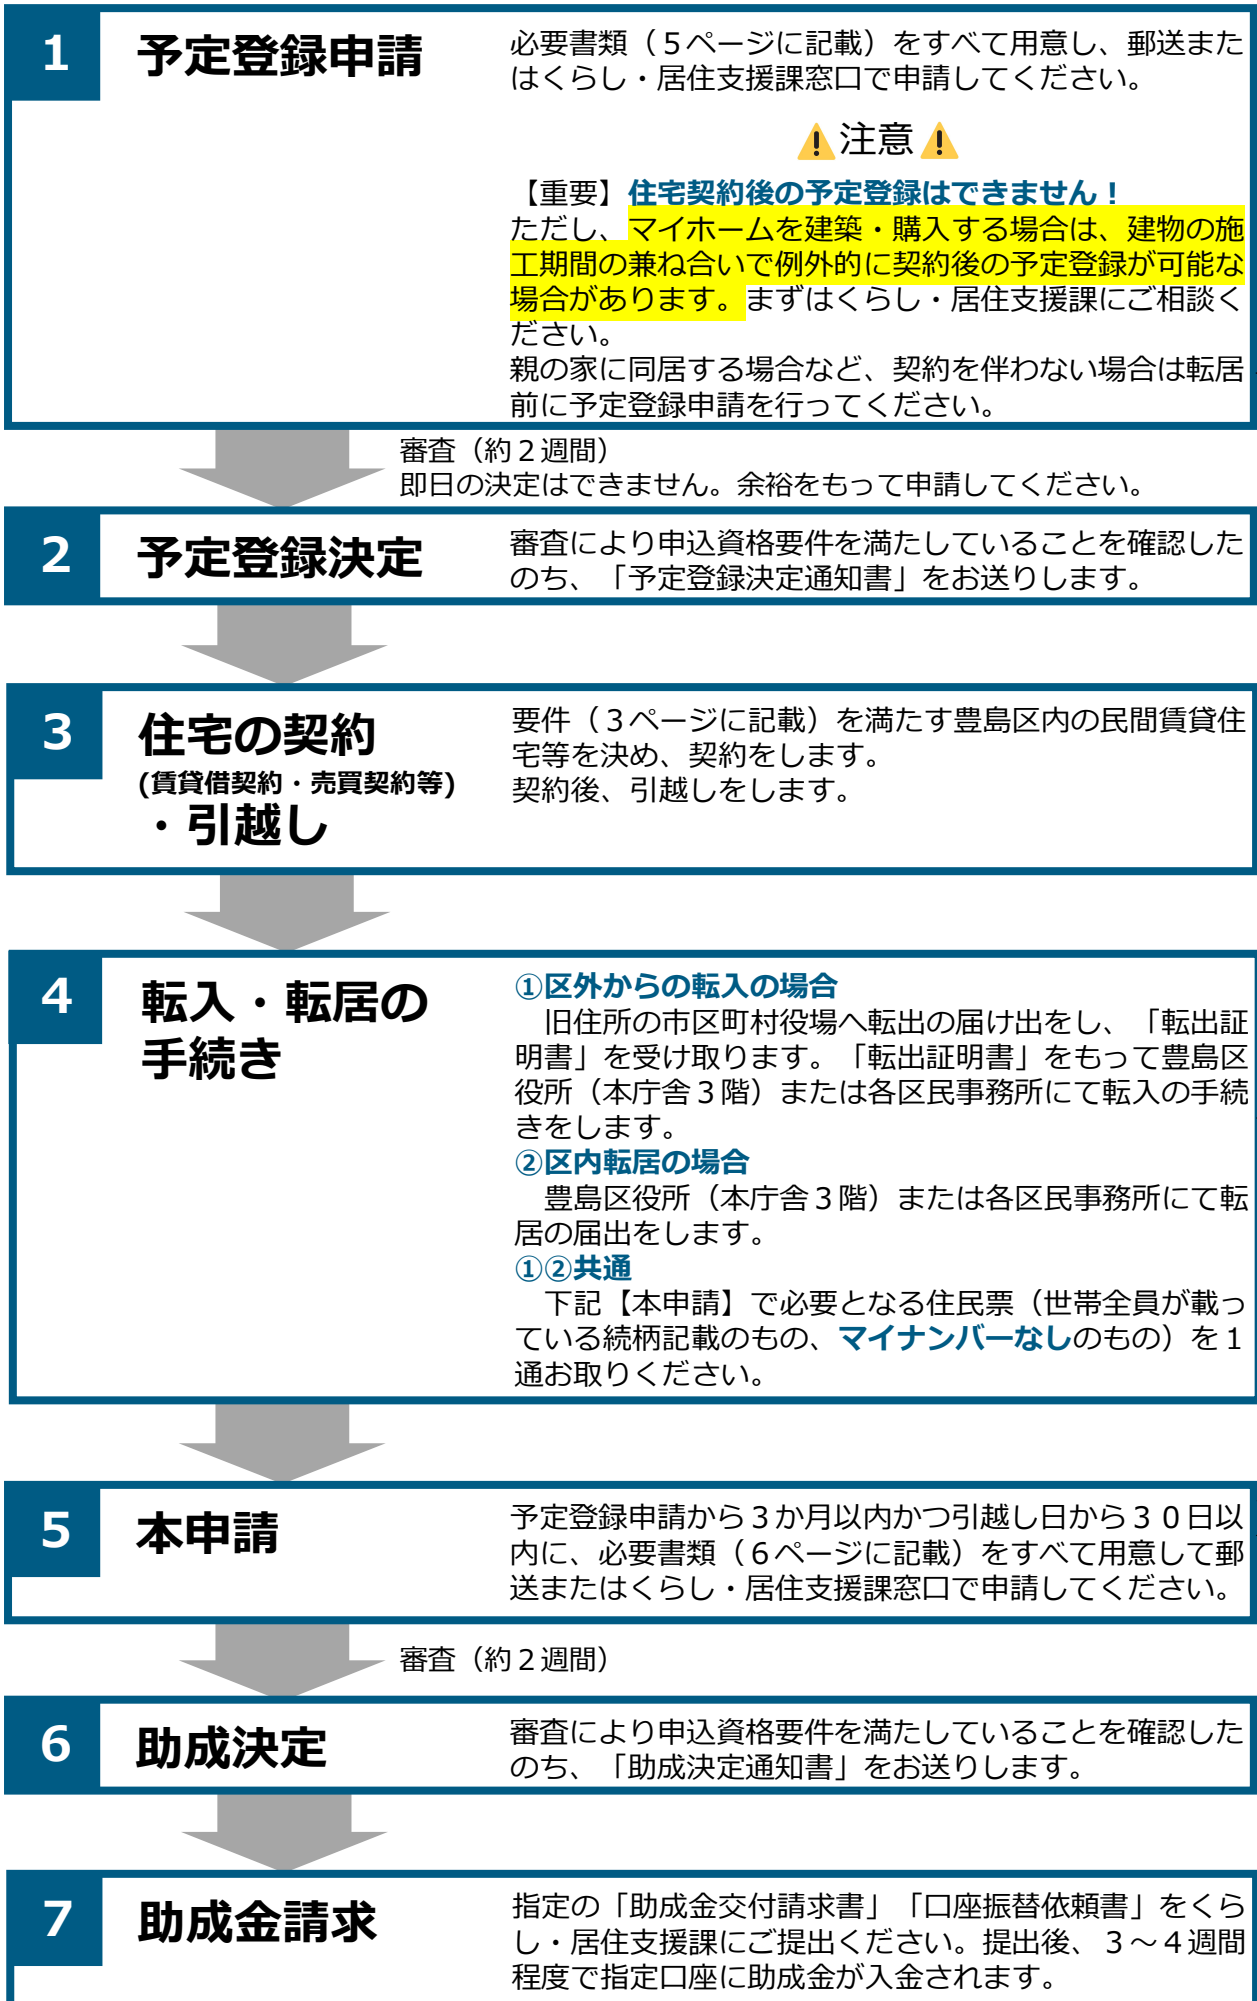 1
予定登録申請
必要書類（５ページに記載）をすべて用意し、郵送また
はくらし・居住支援課窓口で申請してください。
⚠注意⚠
【重要】住宅契約後の予定登録はできません！
ただし、マイホームを建築・購入する場合は、建物の施
工期間の兼ね合いで例外的に契約後の予定登録が可能な
場合があります。まずはくらし・居住支援課にご相談く
ださい。
親の家に同居する場合など、契約を伴わない場合は転居
前に予定登録申請を行ってください。
審査（約２週間）
即日の決定はできません。余裕をもって申請してください。
2
予定登録決定
審査により申込資格要件を満たしていることを確認した
のち、「予定登録決定通知書」をお送りします。
3
住宅の契約
(賃貸借契約・売買契約等)
・引越し
要件（３ページに記載）を満たす豊島区内の民間賃貸住
宅等を決め、契約をします。
契約後、引越しをします。
4
転入・転居の
手続き
①区外からの転入の場合
旧住所の市区町村役場へ転出の届け出をし、「転出証
明書」を受け取ります。「転出証明書」をもって豊島区
役所（本庁舎３階）または各区民事務所にて転入の手続
きをします。
②区内転居の場合
豊島区役所（本庁舎３階）または各区民事務所にて転
居の届出をします。
①②共通
下記【本申請】で必要となる住民票（世帯全員が載っ
ている続柄記載のもの、マイナンバーなしのもの）を１
通お取りください。
5
本申請
予定登録申請から３か月以内かつ引越し日から３０日以
内に、必要書類（６ページに記載）をすべて用意して郵
送またはくらし・居住支援課窓口で申請してください。
審査（約２週間）
6
助成決定
審査により申込資格要件を満たしていることを確認した
のち、「助成決定通知書」をお送りします。
7
助成金請求
指定の「助成金交付請求書」「口座振替依頼書」をくら
し・居住支援課にご提出ください。提出後、３～４週間
程度で指定口座に助成金が入金されます。